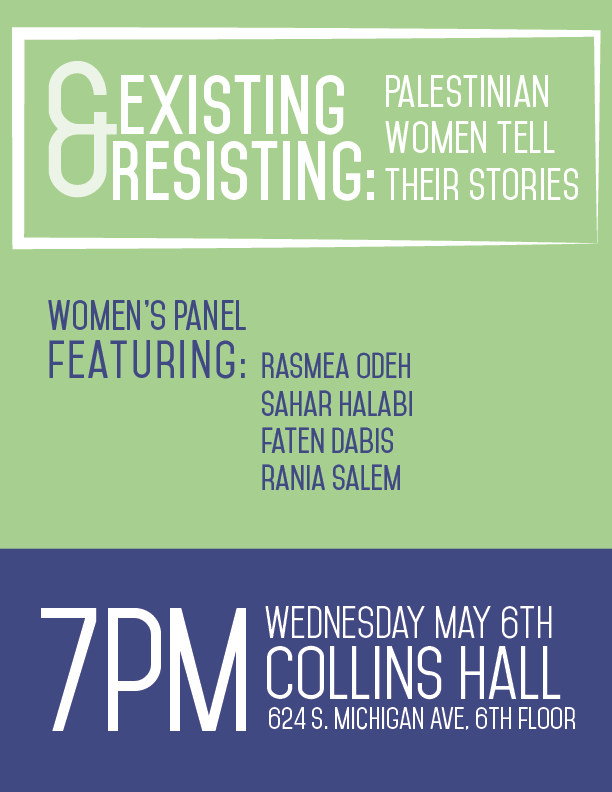 EXISTING
& RESISTING:
PALESTINIAN
WOMEN TELL
THEIR STORIES
WOMEN'S PANEL
FEATURING:
RASMEA ODEH
SAHAR HALABI
FATEN DABIS
RANIA SALEM
7PM
WEDNESDAY MAY 6TH
COLLINS HALL
624 S. MICHIGAN AVE, 6TH FLOOR